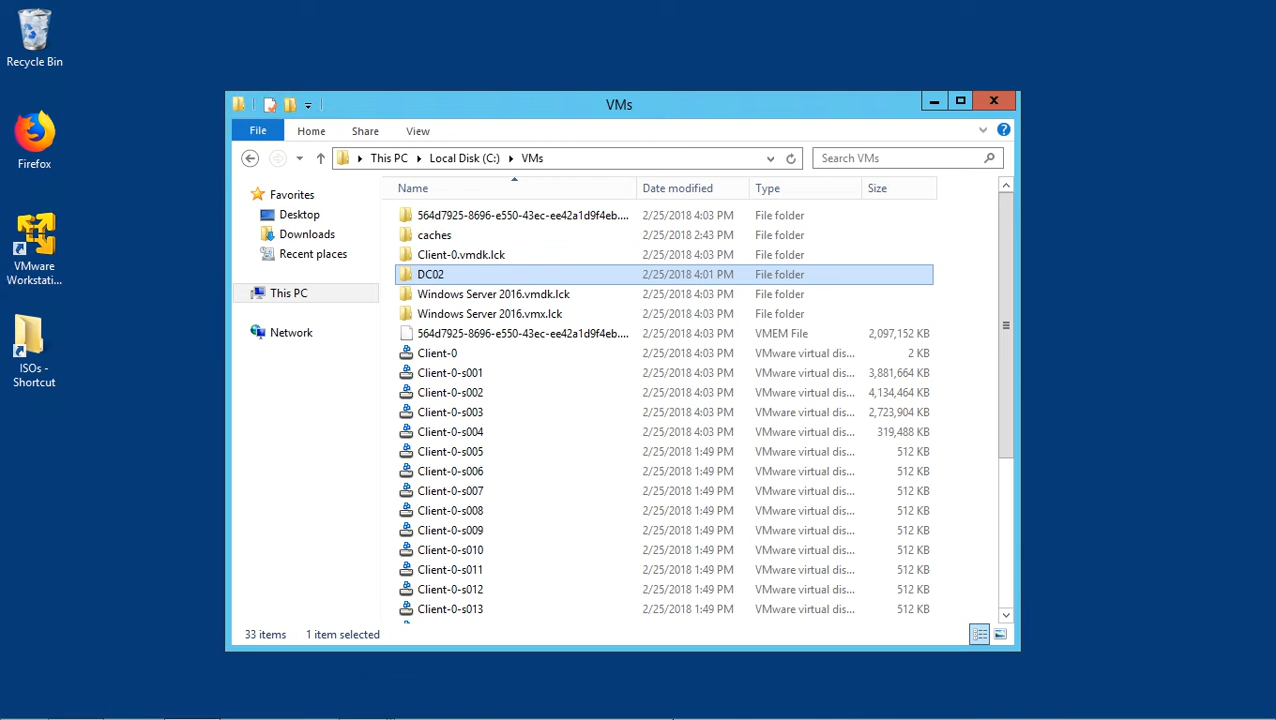 Recycle Bin
Firefox
VMware
Workstati...
ISOs -
Shortcut
VMs
File Home Share View
This PC Local Disk (C:) VMs Search VMs
Favorites
Desktop
Downloads
Recent places
This PC
Network
Name Date modified Type Size
564d7925-8696-e550-43ec-ee42a1d9f4eb.... 2/25/2018 4:03 PM File folder
caches 2/25/2018 2:43 PM File folder
Client-0.vmdk.lck 2/25/2018 4:03 PM File folder
DC02 2/25/2018 4:01 PM File folder
Windows Server 2016.vmdk.lck 2/25/2018 4:03 PM File folder
Windows Server 2016.vmx.lck 2/25/2018 4:03 PM File folder
564d7925-8696-e550-43ec-ee42a1d9f4eb.... 2/25/2018 4:03 PM VMEM File 2,097,152 KB
Client-0 2/25/2018 4:03 PM VMware virtual dis... 2 KB
Client-0-s001 2/25/2018 4:03 PM VMware virtual dis... 3,881,664 KB
Client-0-s002 2/25/2018 4:03 PM VMware virtual dis... 4,134,464 KB
Client-0-s003 2/25/2018 4:03 PM VMware virtual dis... 2,723,904 KB
Client-0-s004 2/25/2018 4:03 PM VMware virtual dis... 319,488 KB
Client-0-s005 2/25/2018 1:49 PM VMware virtual dis... 512 KB
Client-0-s006 2/25/2018 1:49 PM VMware virtual dis... 512 KB
Client-0-s007 2/25/2018 1:49 PM VMware virtual dis... 512 KB
Client-0-s008 2/25/2018 1:49 PM VMware virtual dis... 512 KB
Client-0-s009 2/25/2018 1:49 PM VMware virtual dis... 512 KB
Client-0-s010 2/25/2018 1:49 PM VMware virtual dis... 512 KB
Client-0-s011 2/25/2018 1:49 PM VMware virtual dis... 512 KB
Client-0-s012 2/25/2018 1:49 PM VMware virtual dis... 512 KB
Client-0-s013 2/25/2018 1:49 PM VMware virtual dis... 512 KB
33 items 1 item selected